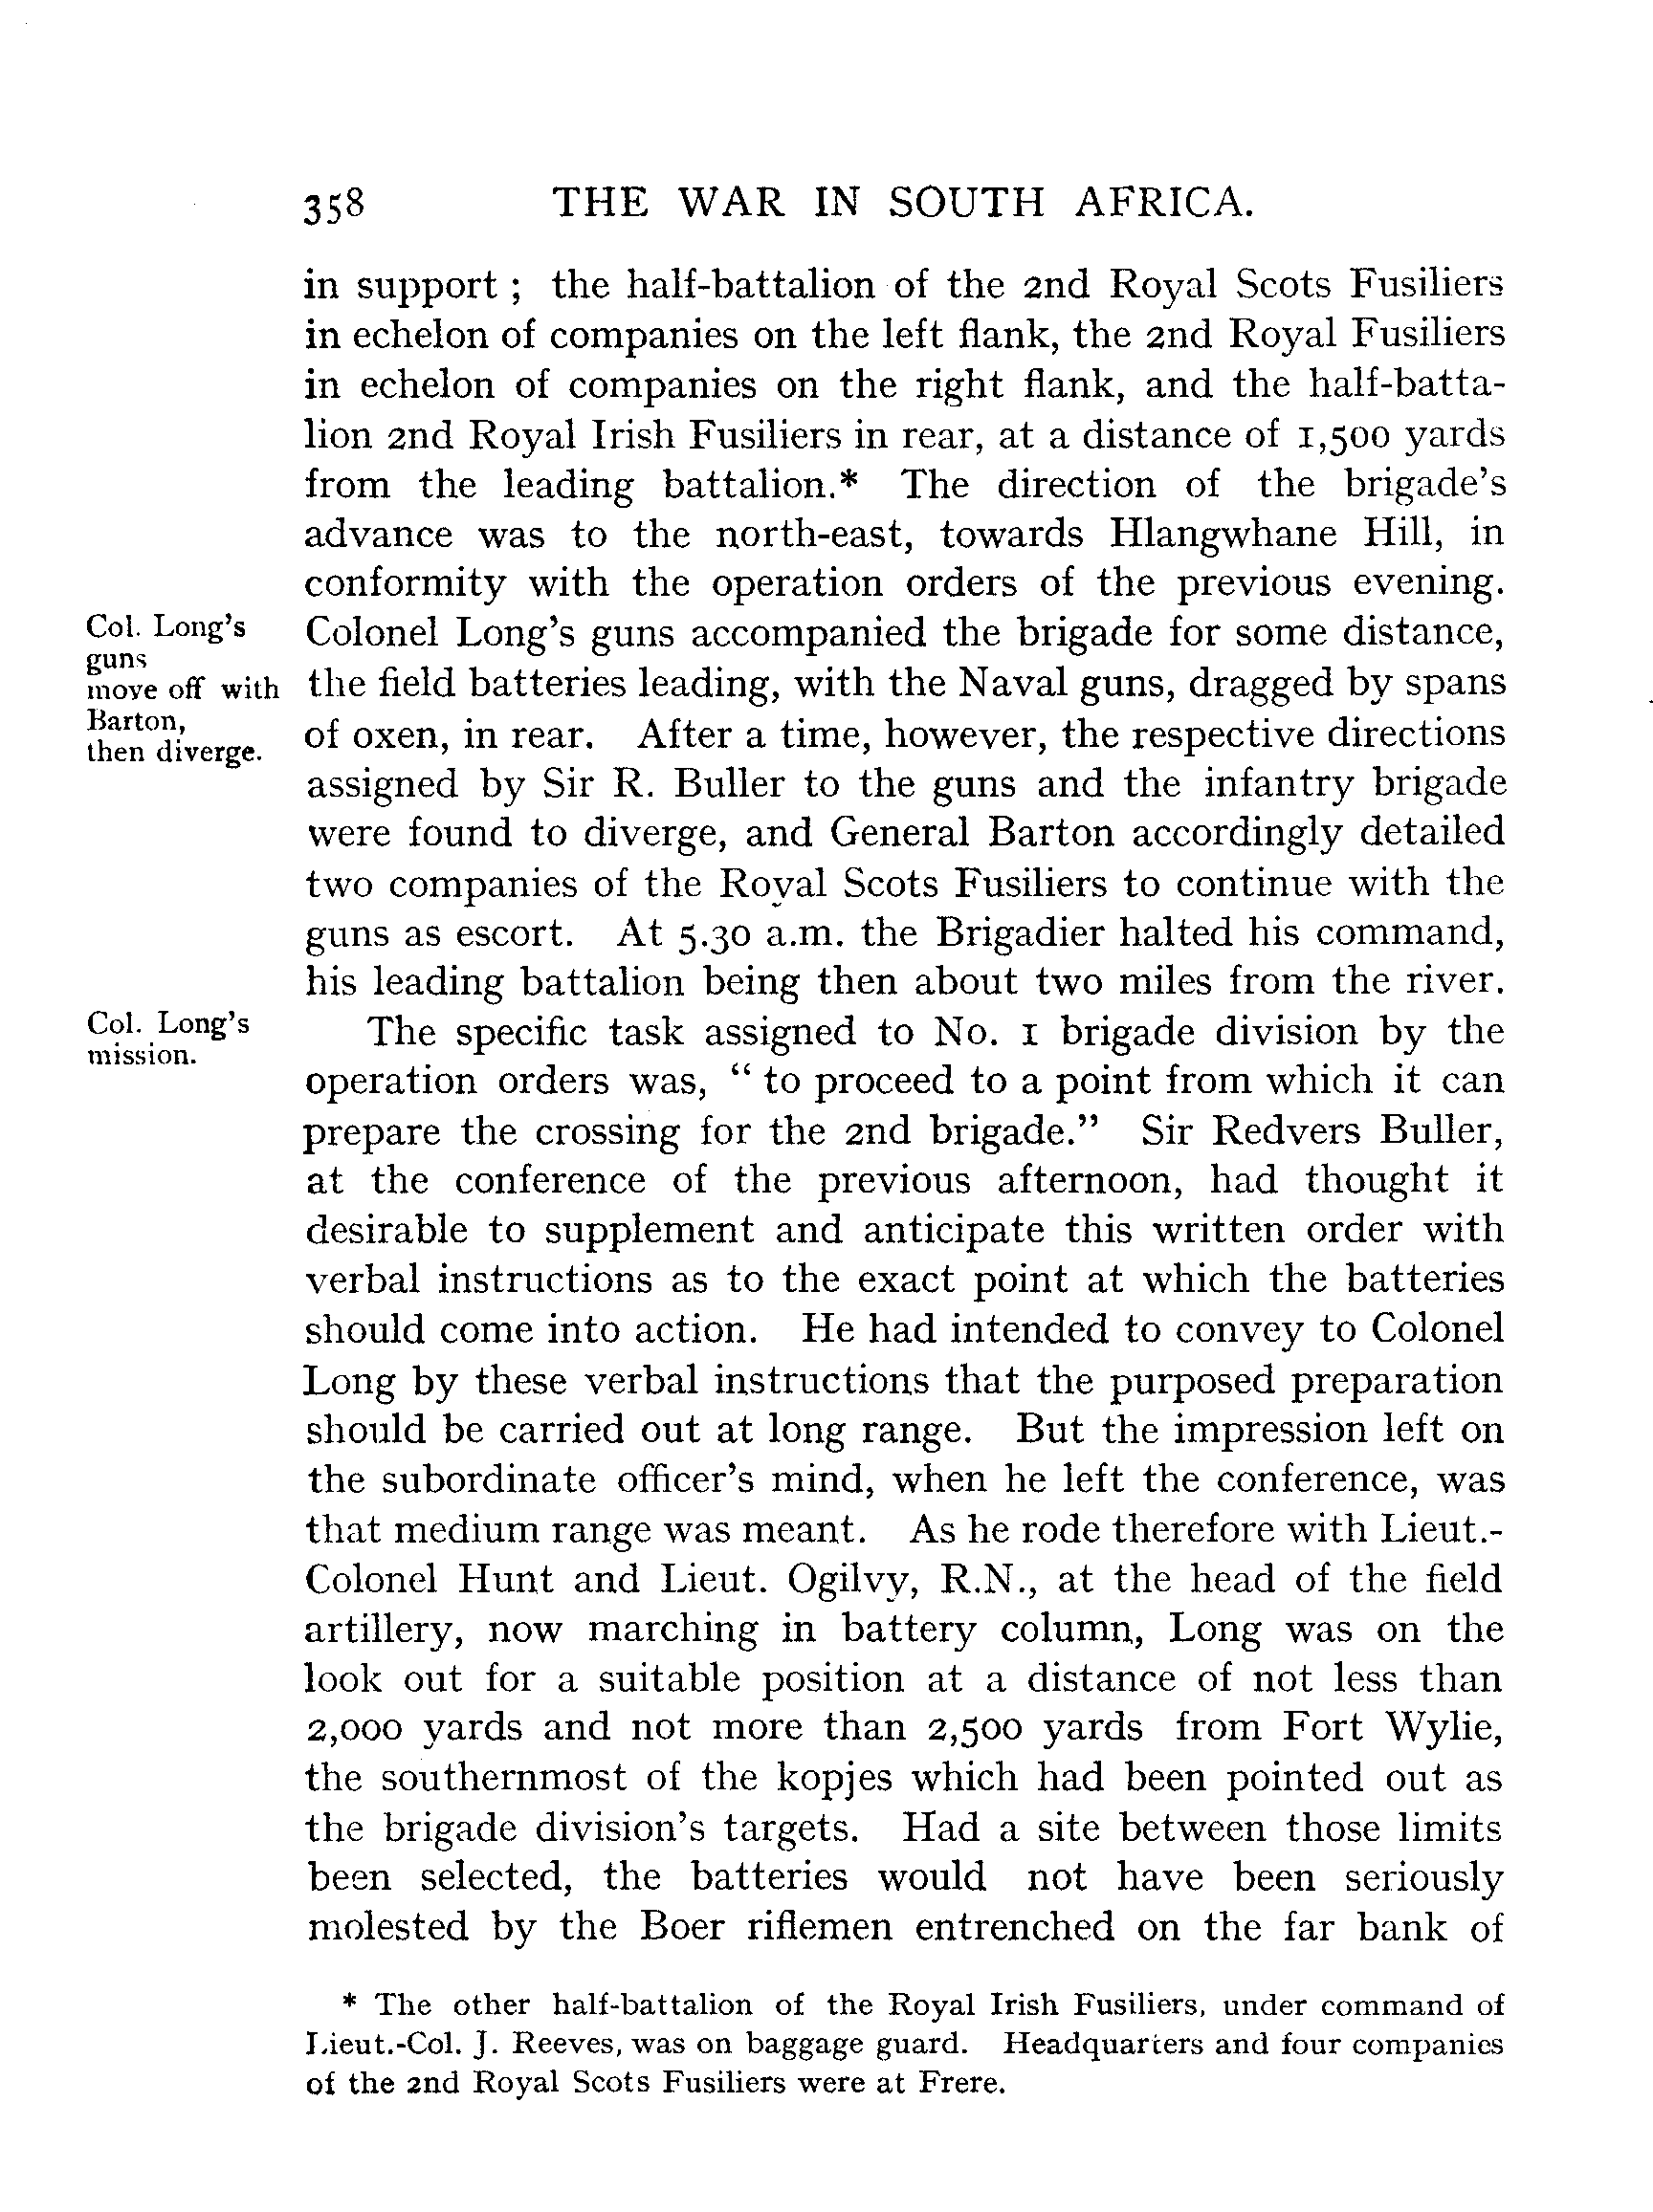 358 THE WAR IN SOUTH AFRICA.
in support ; the half-battalion of the 2nd Royal Scots Fusiliers
in echelon of companies on the left flank, the 2nd Royal Fusiliers
in echelon of companies on the right flank, and the half-batta-
lion 2nd Royal Irish Fusiliers in rear, at a distance of 1,500 yards
from the leading battalion.* The direction of the brigade's
advance was to the north-east, towards Hlangwhane Hill, in
conformity with the operation orders of the previous evening.
Col. Long's
guns
move off with
Barton,
then diverge.
Colonel Long's guns accompanied the brigade for some distance,
the field batteries leading, with the Naval guns, dragged by spans
of oxen, in rear. After a time, however, the respective directions
assigned by Sir R. Buller to the guns and the infantry brigade
were found to diverge, and General Barton accordingly detailed
two companies of the Royal Scots Fusiliers to continue with the
guns as escort. At 5.30 a.m. the Brigadier halted his command,
his leading battalion being then about two miles from the river.
Col. Long's
mission.
The specific task assigned to No. 1 brigade division by the
operation orders was, " to proceed to a point from which it can
prepare the crossing for the 2nd brigade." Sir Redvers Buller,
at the conference of the previous afternoon, had thought it
desirable to supplement and anticipate this written order with
verbal instructions as to the exact point at which the batteries
should come into action. He had intended to convey to Colonel
Long by these verbal instructions that the purposed preparation
should be carried out at long range. But the impression left on
the subordinate officer's mind, when he left the conference, was
that medium range was meant. As he rode therefore with Lieut.-
Colonel Hunt and Lieut. Ogilvy, R.N., at the head of the field
artillery, now marching in battery column, Long was on the
look out for a suitable position at a distance of not less than
2,000 yards and not more than 2,500 yards from Fort Wylie,
the southernmost of the kopjes which had been pointed out as
the brigade division's targets. Had a site between those limits
been selected, the batteries would not have been seriously
molested by the Boer riflemen entrenched on the far bank of
* The other half-battalion of the Royal Irish Fusiliers, under command of
Lieut.-Col. J. Reeves, was on baggage guard. Headquarters and four companies
of the 2nd Royal Scots Fusiliers were at Frere.